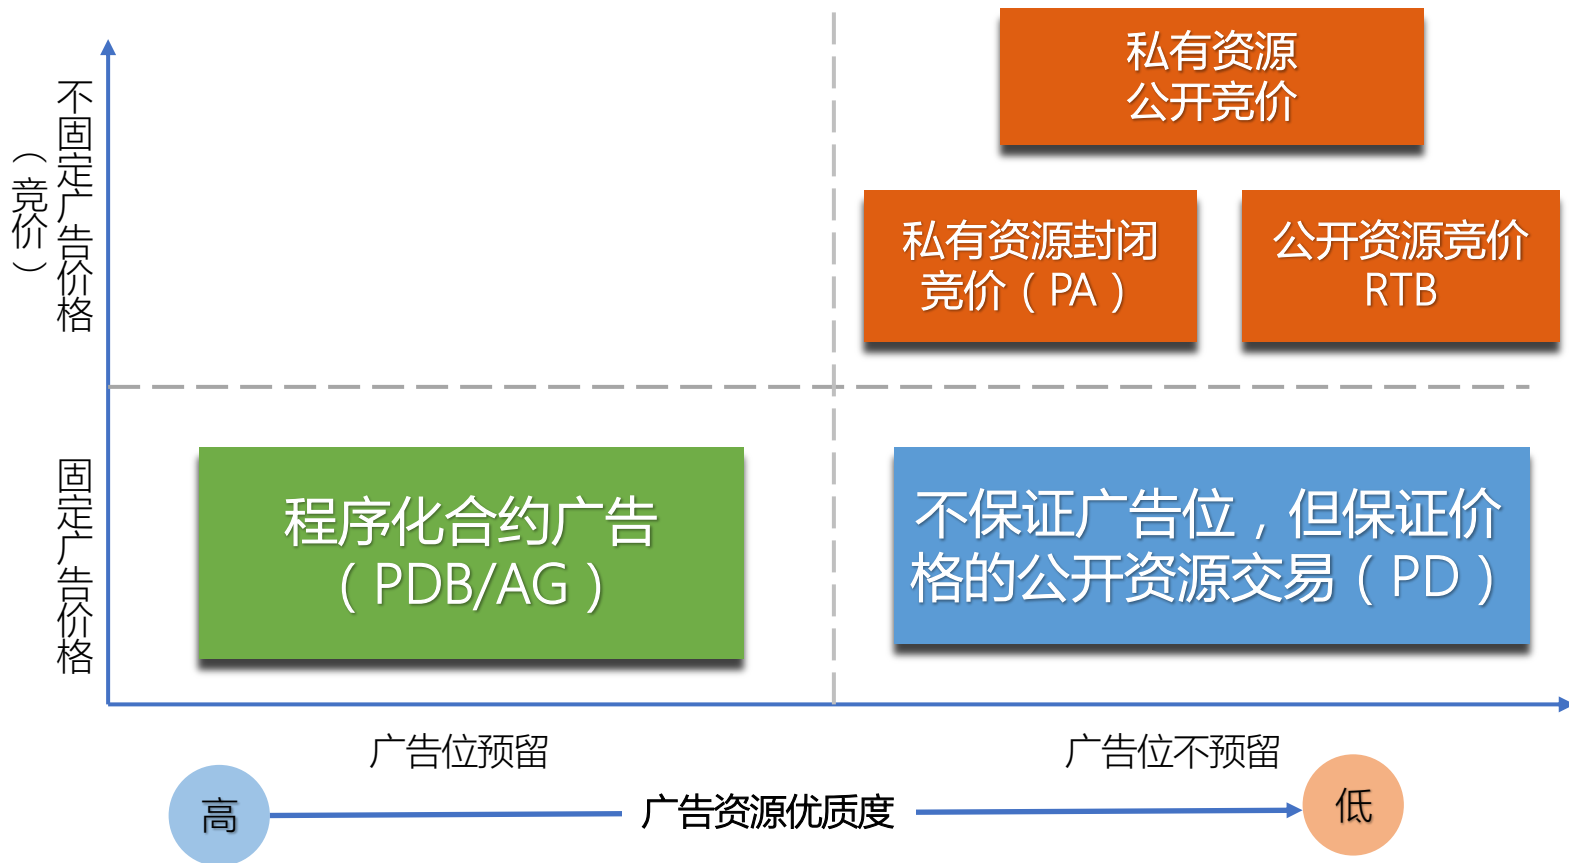 私有资源
公开竞价
不固定广告价格
（竞价）
私有资源封闭
竞价（PA）
公开资源竞价
RTB
固定广告价格
程序化合约广告
（PDB/AG）
不保证广告位，但保证价
格的公开资源交易（PD）
广告位预留
广告位不预留
高
广告资源优质度
低